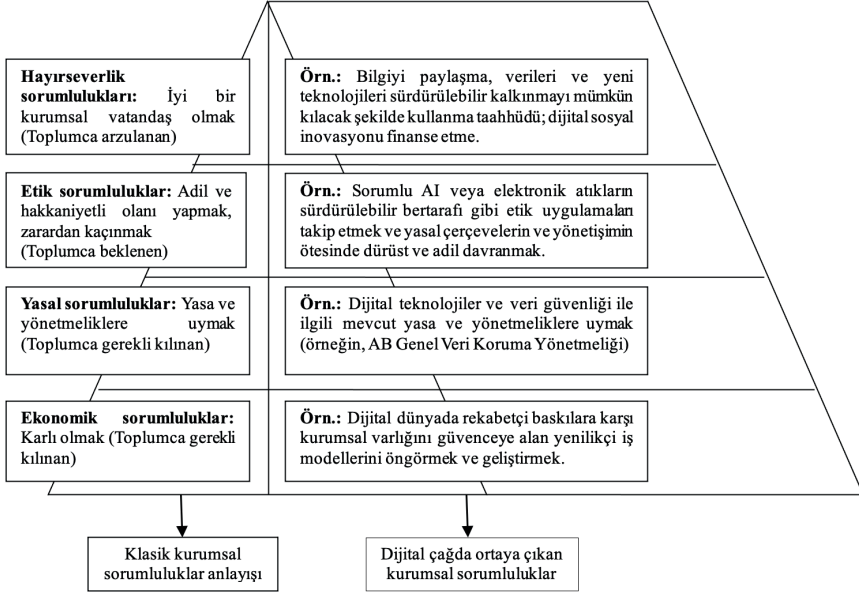 Hayırseverlik
sorumlulukları: İyi bir
kurumsal vatandaş olmak
(Toplumca arzulanan)
Örn.: Bilgiyi paylaşma, verileri ve yeni
teknolojileri sürdürülebilir kalkınmayı mümkün
kılacak şekilde kullanma taahhüdü; dijital sosyal
inovasyonu finanse etme.
Etik sorumluluklar: Adil ve
hakkaniyetli olanı yapmak,
zarardan kaçınmak
(Toplumca beklenen)
Örn.: Sorumlu AI veya elektronik atıkların
sürdürülebilir bertarafı gibi etik uygulamaları
takip etmek ve yasal çerçevelerin ve yönetişimin
ötesinde dürüst ve adil davranmak.
Yasal sorumluluklar: Yasa ve
yönetmeliklere uymak
(Toplumca gerekli kılınan)
Örn.: Dijital teknolojiler ve veri güvenliği ile
ilgili mevcut yasa ve yönetmeliklere uymak
(örneğin, AB Genel Veri Koruma Yönetmeliği)
Ekonomik sorumluluklar:
Karlı olmak (Toplumca gerekli
kılınan)
Örn.: Dijital dünyada rekabetçi baskılara karşı
kurumsal varlığını güvenceye alan yenilikçi iş
modellerini öngörmek ve geliştirmek.
Klasik kurumsal
sorumluluklar anlayışı
Dijital çağda ortaya çıkan
kurumsal sorumluluklar